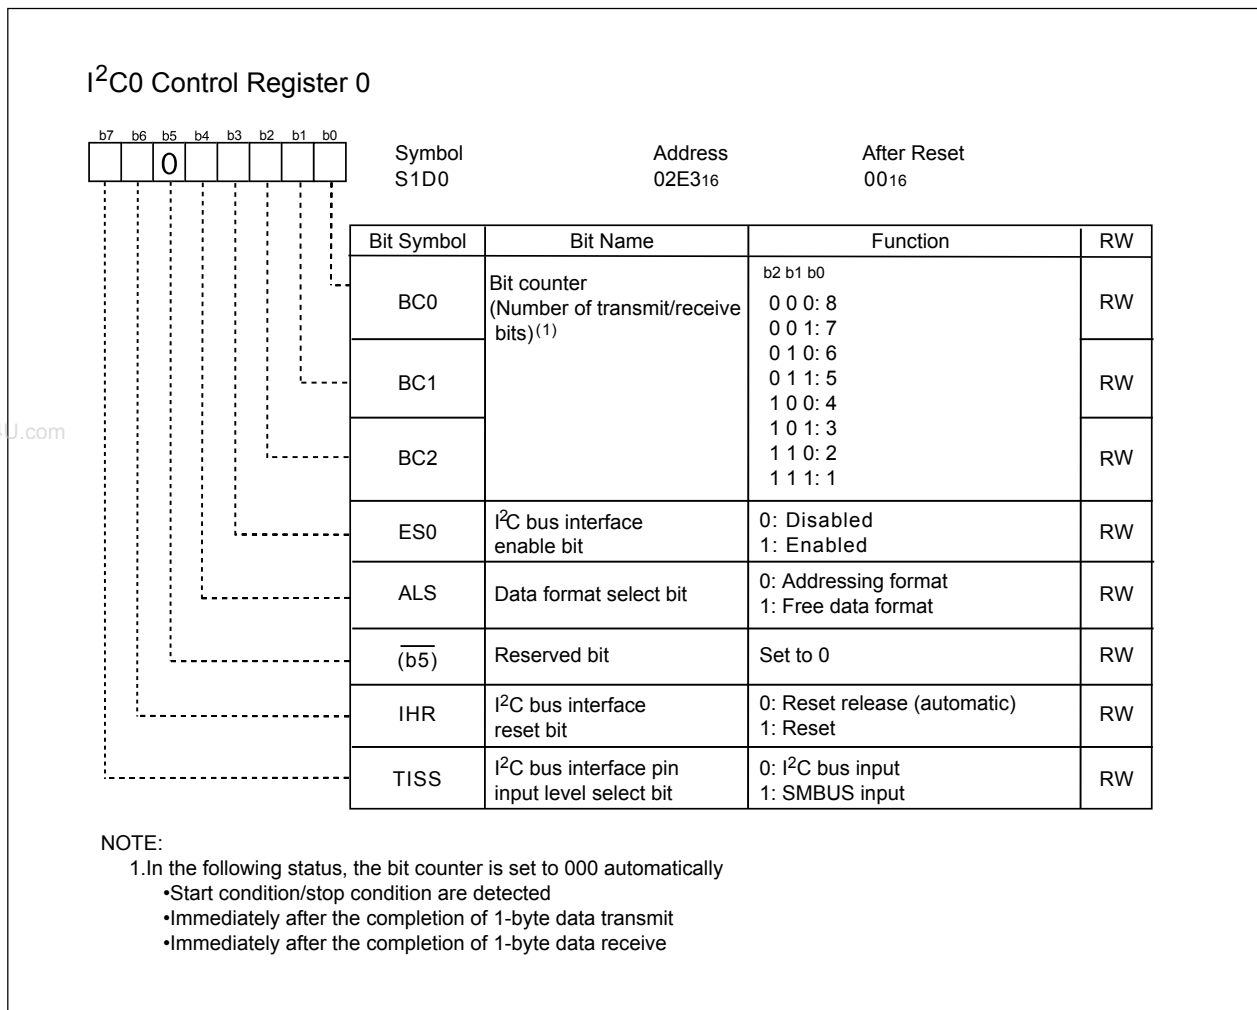 I2C0 Control Register 0
b7 b6 b5 b4 b3 b2 b1 b0
0
Symbol Address After Reset
S1D0 02E316 0016
Bit Symbol Bit Name Function RW
BC0 Bit counter b2 b1 b0 RW
(Number of transmit/receive 0 0 0: 8
bits)(1) 0 0 1: 7
0 1 0: 6
BC1 0 1 1: 5 RW
1 0 0: 4
1 0 1: 3
BC2 1 1 0: 2 RW
1 1 1: 1
ES0 I2C bus interface 0: Disabled RW
enable bit 1: Enabled
ALS Data format select bit 0: Addressing format RW
1: Free data format
(b5) Reserved bit Set to 0 RW
IHR I2C bus interface 0: Reset release (automatic) RW
reset bit 1: Reset
TISS I2C bus interface pin 0: I2C bus input RW
input level select bit 1: SMBUS input
NOTE:
1.In the following status, the bit counter is set to 000 automatically
•Start condition/stop condition are detected
•Immediately after the completion of 1-byte data transmit
•Immediately after the completion of 1-byte data receive
U.com